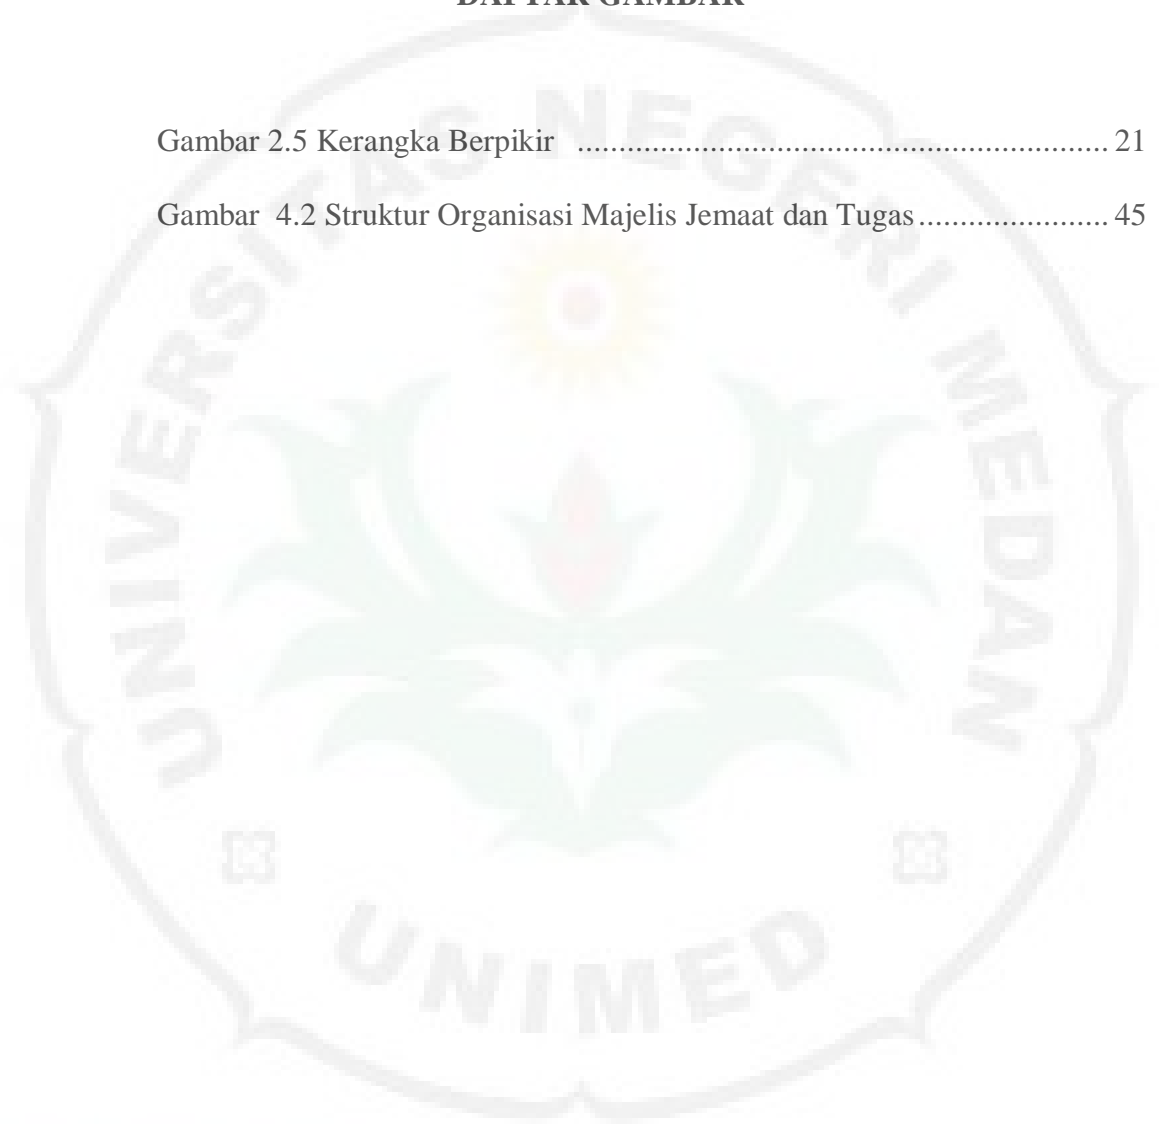 DAFTAR GAMBAR
Gambar 2.5 Kerangka Berpikir ................................................................ 21
Gambar 4.2 Struktur Organisasi Majelis Jemaat dan Tugas ....................... 45
UNIVERSITAS NEGERI MEDAN
UNIMED